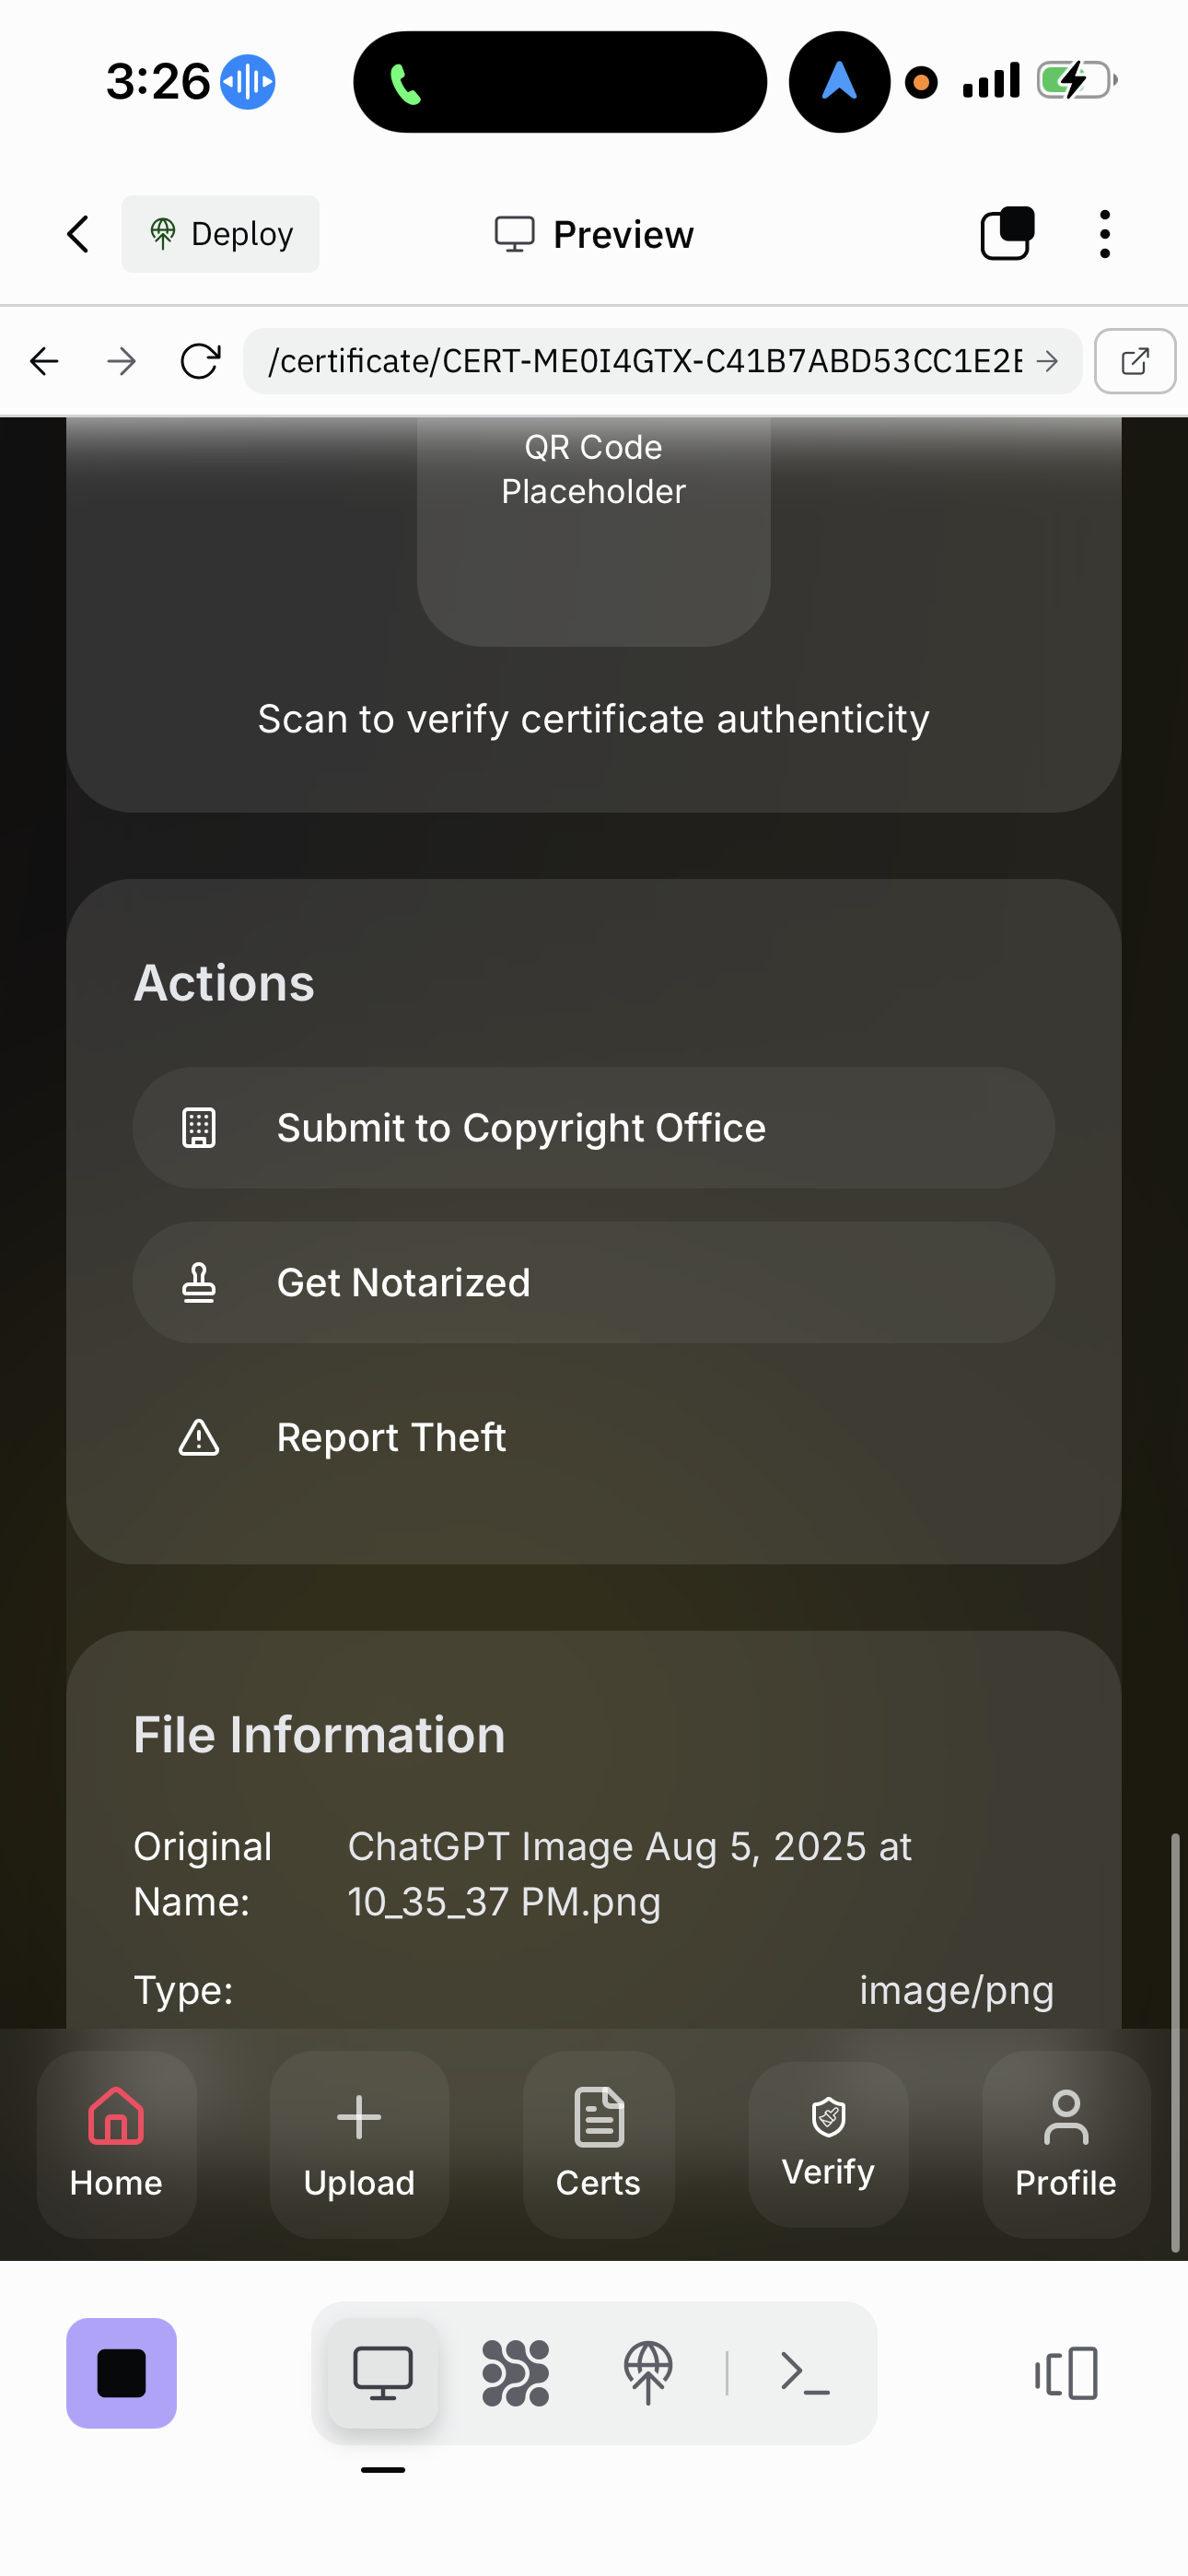 3:26
Deploy
Preview
/certificate/CERT-ME0I4GTX-C41B7ABD53CC1E2E
QR Code
Placeholder
Scan to verify certificate authenticity
Actions
Submit to Copyright Office
Get Notarized
Report Theft
File Information
Original Name:
ChatGPT Image Aug 5, 2025 at
10_35_37 PM.png
Type:
image/png
Home
Upload
Certs
Verify
Profile